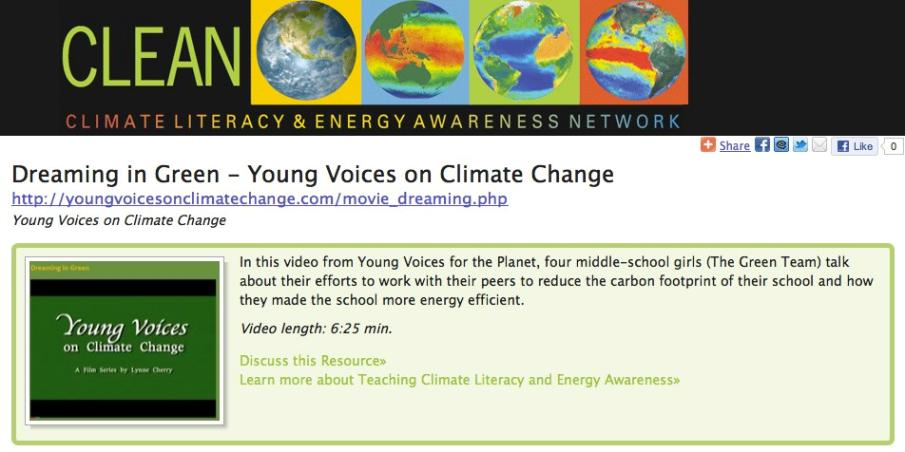 CLEAN
CLIMATE LITERACY & ENERGY AWARENESS NETWORK
Share Like 0
Dreaming in Green – Young Voices on Climate Change
http://youngvoicesonclimatechange.com/movie_dreaming.php
Young Voices on Climate Change
Dreaming in Green
Young Voices
on Climate Change
A Film Series by Lynne Cherry
In this video from Young Voices for the Planet, four middle-school girls (The Green Team) talk
about their efforts to work with their peers to reduce the carbon footprint of their school and how
they made the school more energy efficient.
Video length: 6:25 min.
Discuss this Resource»
Learn more about Teaching Climate Literacy and Energy Awareness»